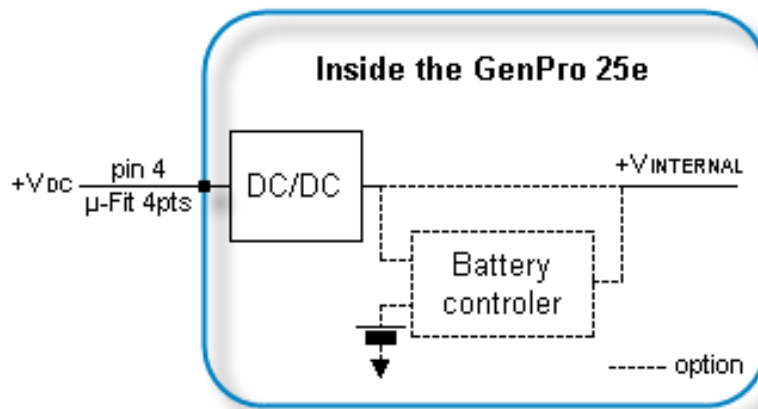 Inside the GenPro 25e
+VDC
pin 4
µ-Fit 4pts
DC/DC
+VINTERNAL
Battery
controler
------ option